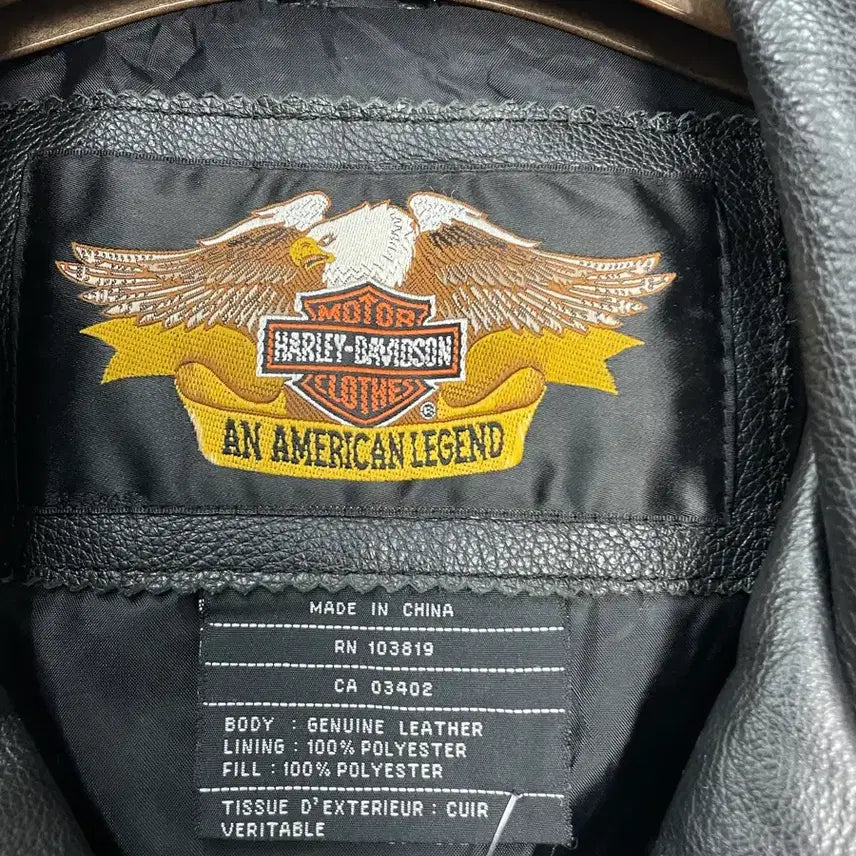 MOTOR
HARLEY-DAVIDSON
CLOTHES
®
AN AMERICAN LEGEND
MADE IN CHINA
RN 103819
CA 03402
BODY : GENUINE LEATHER
LINING : 100% POLYESTER
FILL : 100% POLYESTER
TISSUE D'EXTERIEUR : CUIR
VERITABLE